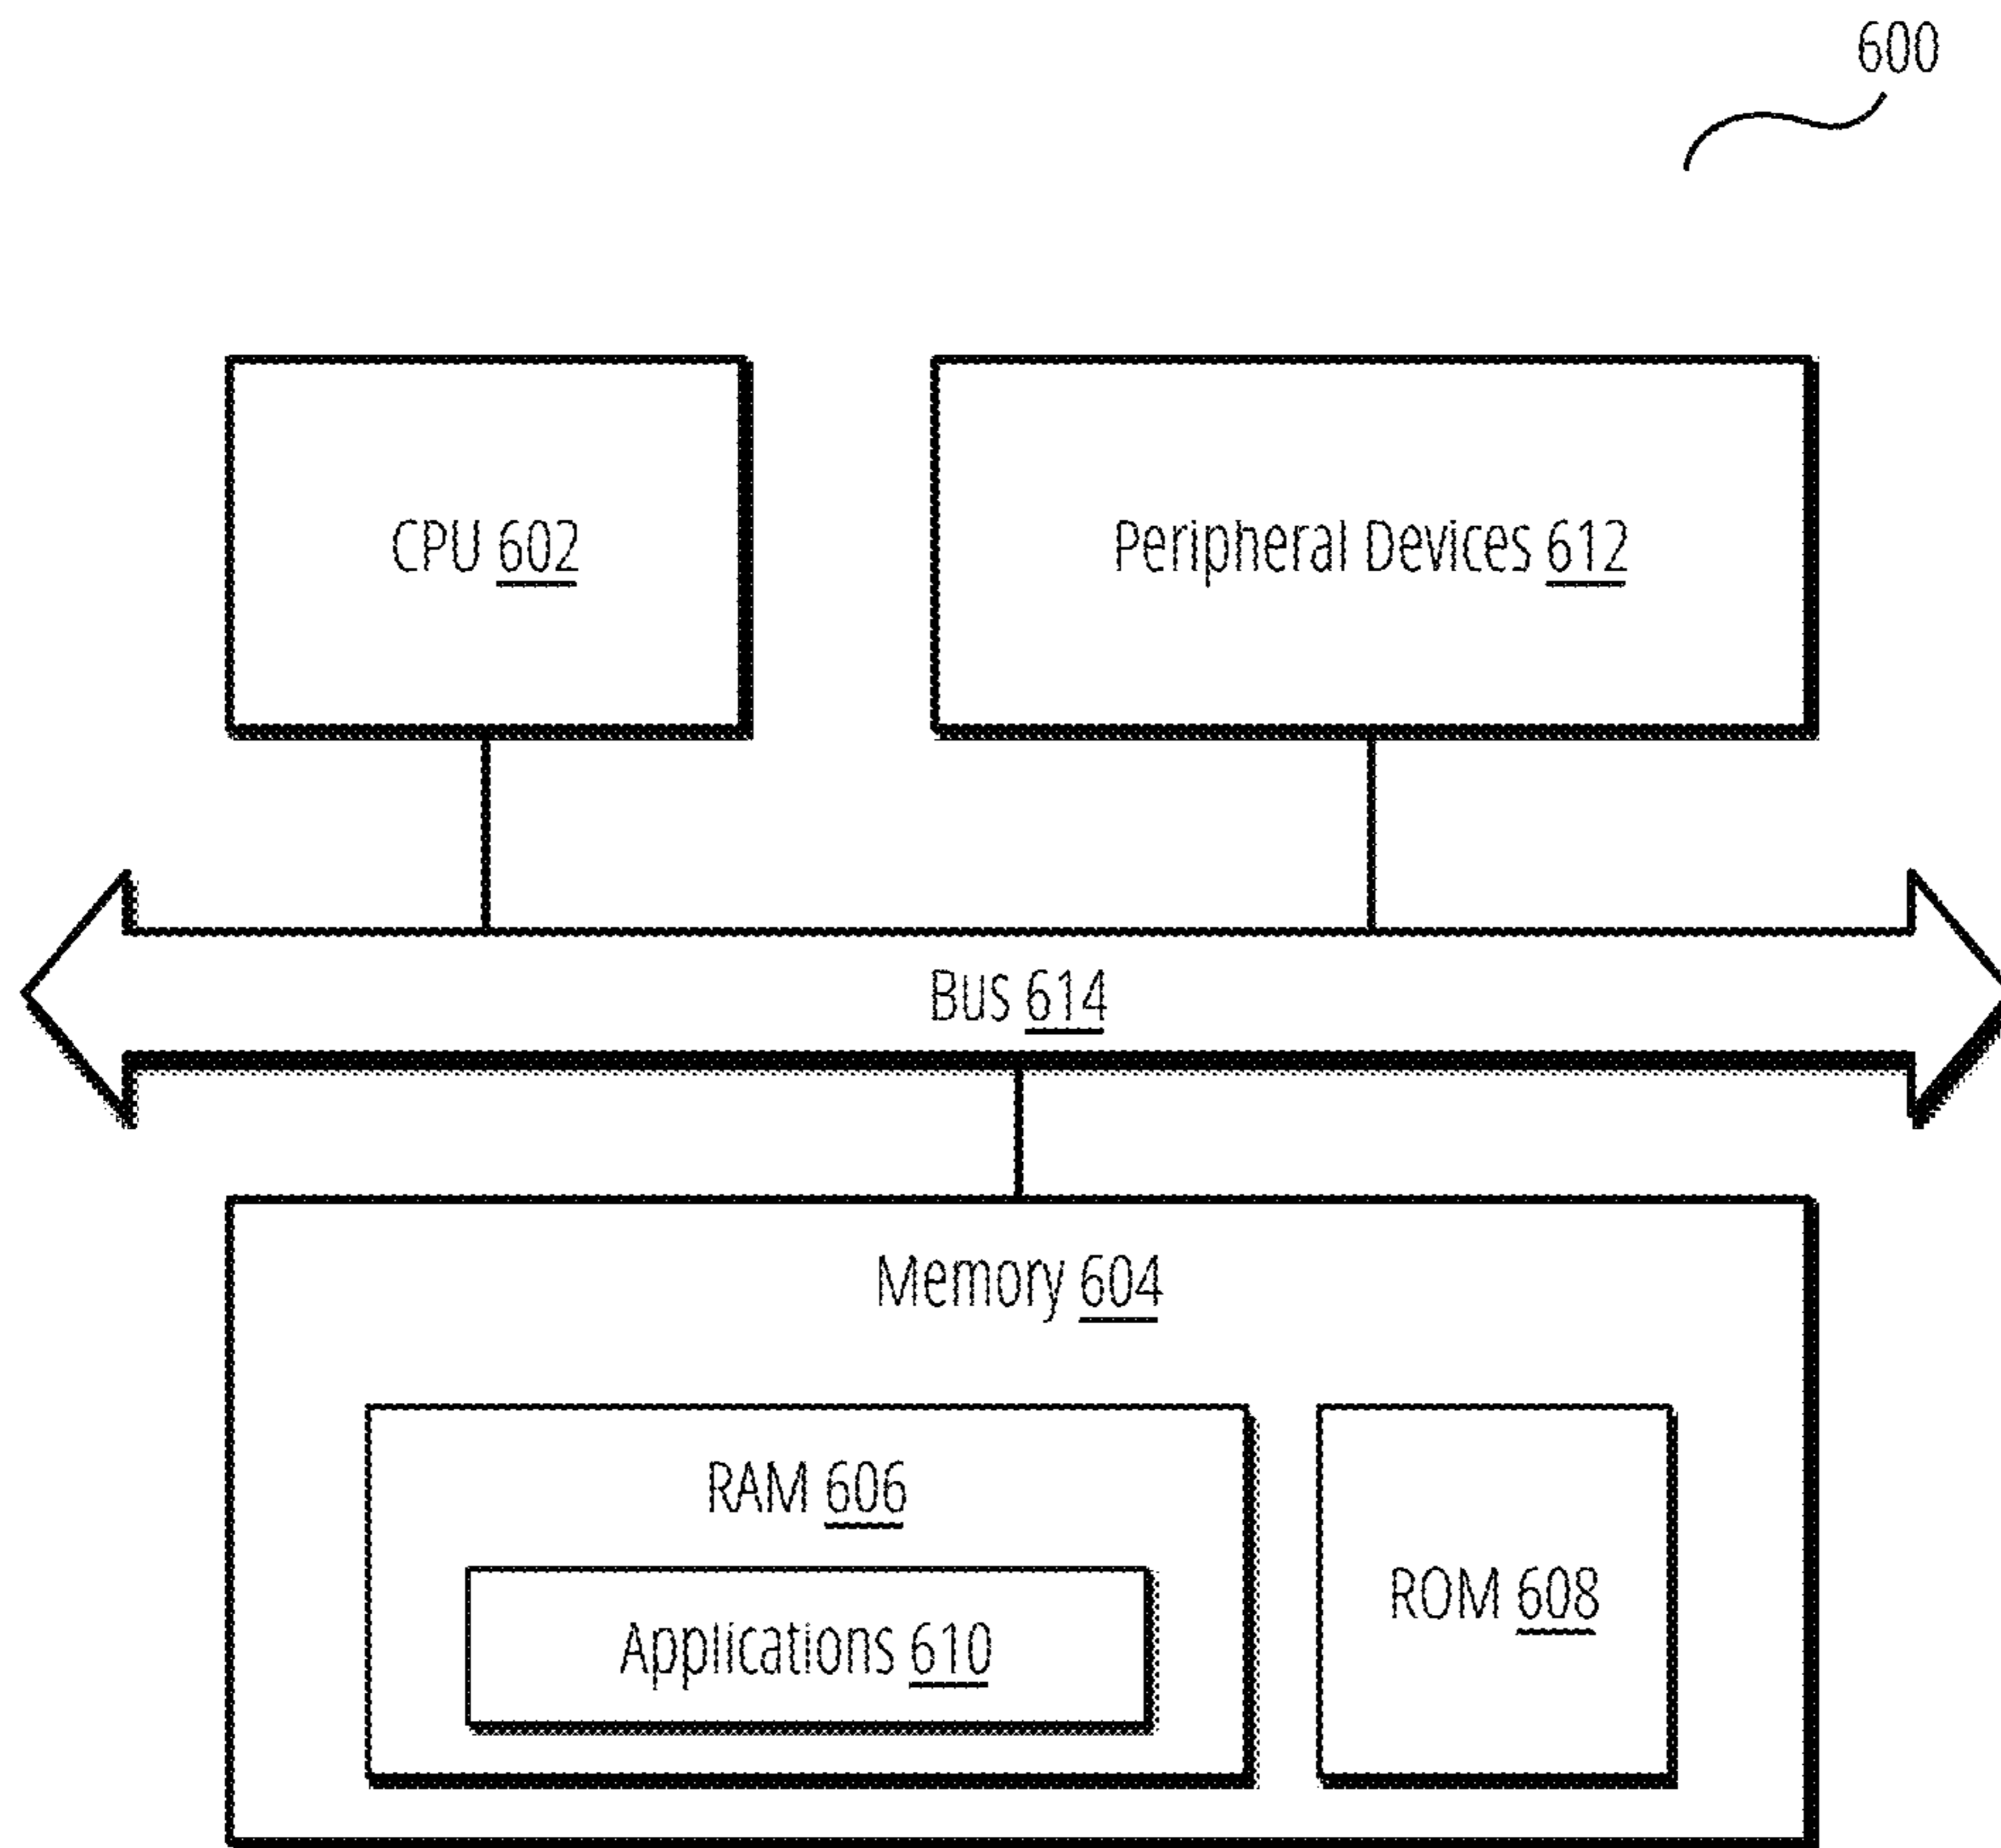 600
CPU 602
Peripheral Devices 612
Bus 614
Memory 604
RAM 606
ROM 608
Applications 610